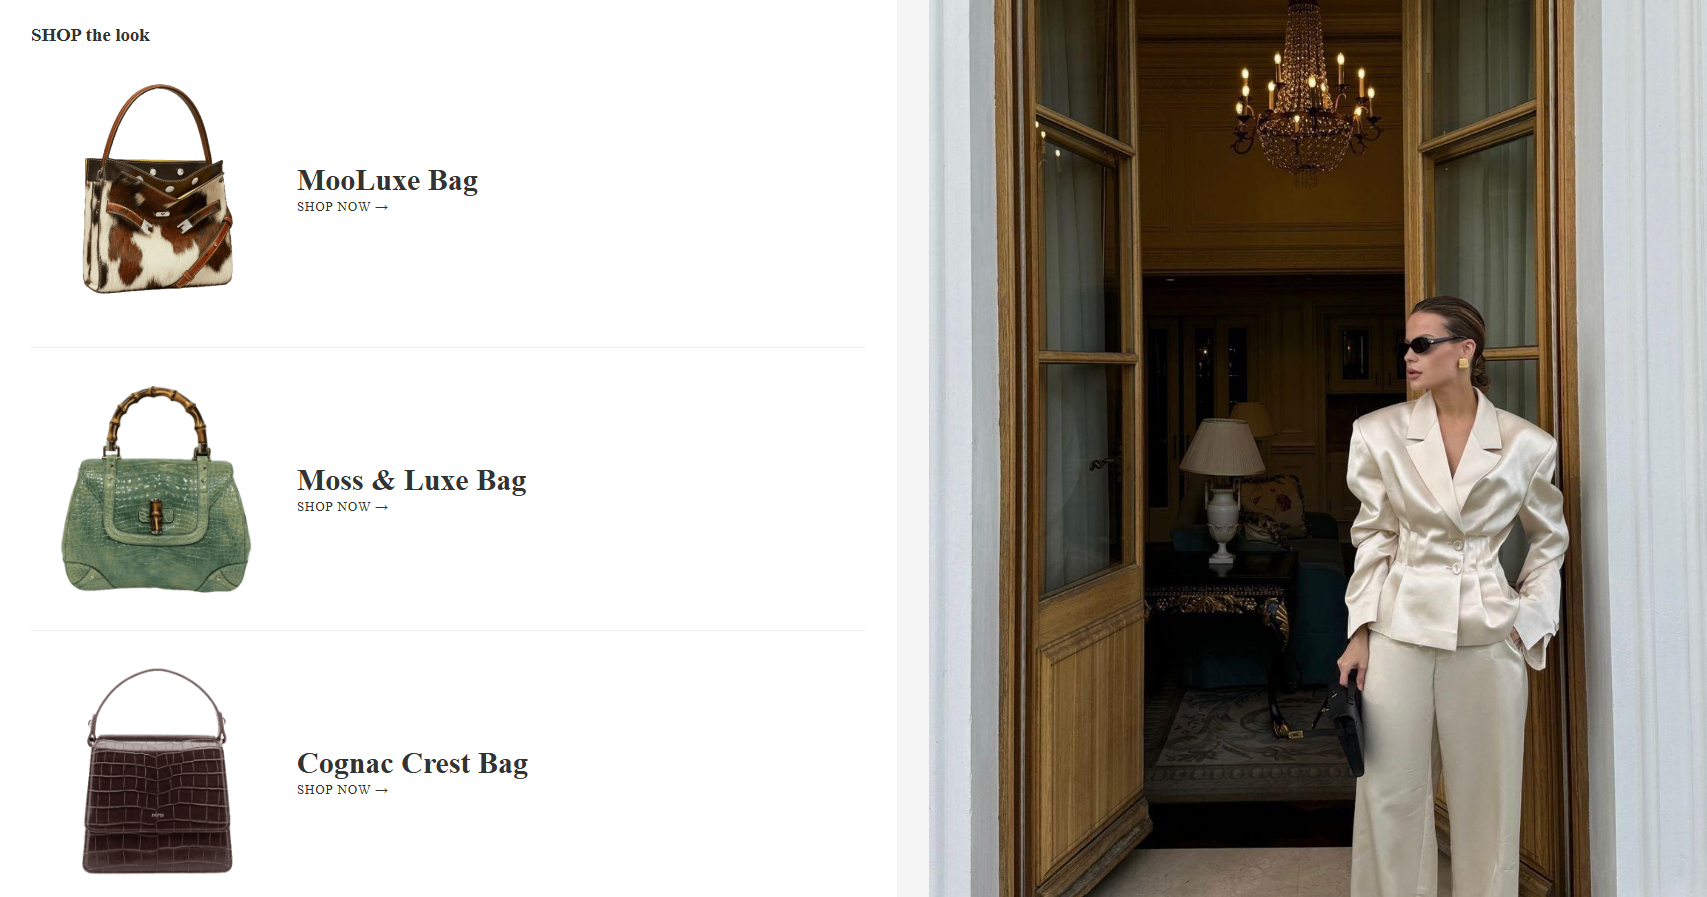 SHOP the look
MooLuxe Bag
SHOP NOW →
Moss & Luxe Bag
SHOP NOW →
Cognac Crest Bag
SHOP NOW →